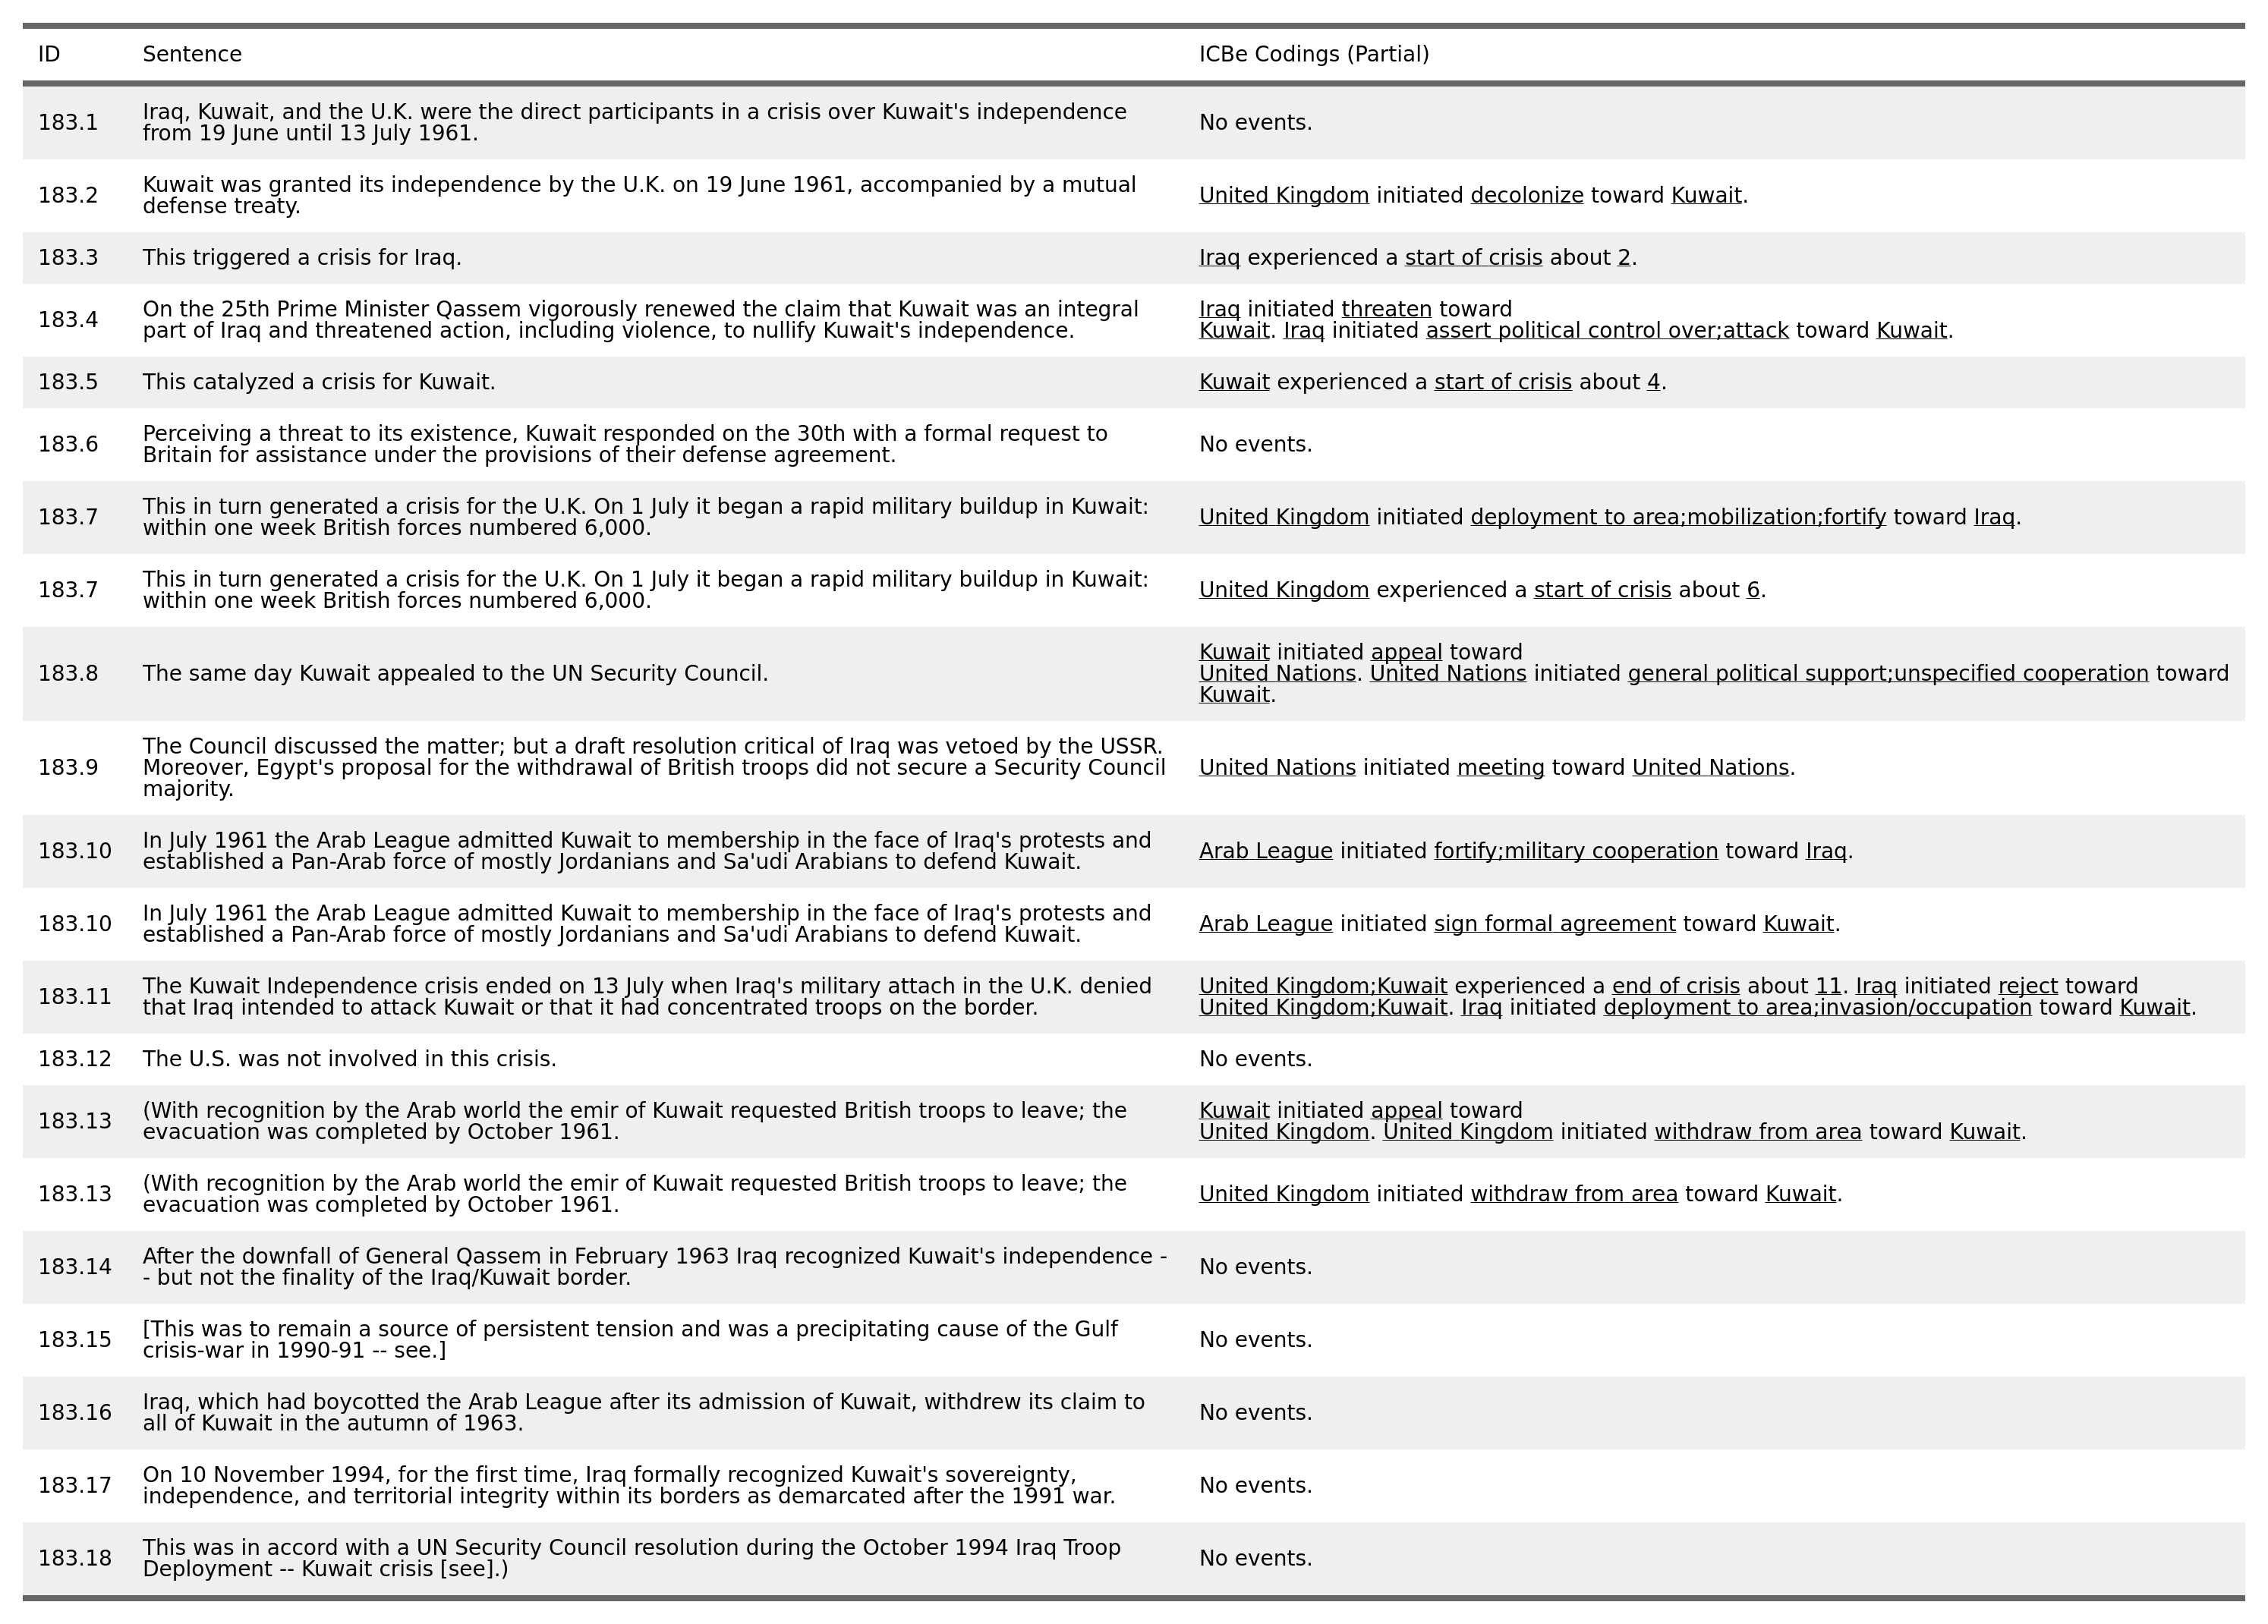 ID Sentence ICBe Codings (Partial)
183.1 Iraq, Kuwait, and the U.K. were the direct participants in a crisis over Kuwait's independence
from 19 June until 13 July 1961. No events.
183.2 Kuwait was granted its independence by the U.K. on 19 June 1961, accompanied by a mutual
defense treaty. United Kingdom initiated decolonize toward Kuwait.
183.3 This triggered a crisis for Iraq. Iraq experienced a start of crisis about 2.
183.4 On the 25th Prime Minister Qassem vigorously renewed the claim that Kuwait was an integral
part of Iraq and threatened action, including violence, to nullify Kuwait's independence.
Iraq initiated threaten toward
Kuwait. Iraq initiated assert political control over;attack toward Kuwait.
183.5 This catalyzed a crisis for Kuwait. Kuwait experienced a start of crisis about 4.
183.6 Perceiving a threat to its existence, Kuwait responded on the 30th with a formal request to
Britain for assistance under the provisions of their defense agreement. No events.
183.7 This in turn generated a crisis for the U.K. On 1 July it began a rapid military buildup in Kuwait:
within one week British forces numbered 6,000. United Kingdom initiated deployment to area;mobilization;fortify toward Iraq.
183.7 This in turn generated a crisis for the U.K. On 1 July it began a rapid military buildup in Kuwait:
within one week British forces numbered 6,000. United Kingdom experienced a start of crisis about 6.
183.8 The same day Kuwait appealed to the UN Security Council.
Kuwait initiated appeal toward
United Nations. United Nations initiated general political support;unspecified cooperation toward
Kuwait.
183.9 The Council discussed the matter; but a draft resolution critical of Iraq was vetoed by the USSR.
Moreover, Egypt's proposal for the withdrawal of British troops did not secure a Security Council
majority. United Nations initiated meeting toward United Nations.
183.10 In July 1961 the Arab League admitted Kuwait to membership in the face of Iraq's protests and
established a Pan-Arab force of mostly Jordanians and Sa'udi Arabians to defend Kuwait. Arab League initiated fortify;military cooperation toward Iraq.
183.10 In July 1961 the Arab League admitted Kuwait to membership in the face of Iraq's protests and
established a Pan-Arab force of mostly Jordanians and Sa'udi Arabians to defend Kuwait. Arab League initiated sign formal agreement toward Kuwait.
183.11 The Kuwait Independence crisis ended on 13 July when Iraq's military attach in the U.K. denied
that Iraq intended to attack Kuwait or that it had concentrated troops on the border.
United Kingdom;Kuwait experienced a end of crisis about 11. Iraq initiated reject toward
United Kingdom;Kuwait. Iraq initiated deployment to area;invasion/occupation toward Kuwait.
183.12 The U.S. was not involved in this crisis. No events.
183.13 (With recognition by the Arab world the emir of Kuwait requested British troops to leave; the
evacuation was completed by October 1961.
Kuwait initiated appeal toward
United Kingdom. United Kingdom initiated withdraw from area toward Kuwait.
183.13 (With recognition by the Arab world the emir of Kuwait requested British troops to leave; the
evacuation was completed by October 1961. United Kingdom initiated withdraw from area toward Kuwait.
183.14 After the downfall of General Qassem in February 1963 Iraq recognized Kuwait's independence -
- but not the finality of the Iraq/Kuwait border. No events.
183.15 [This was to remain a source of persistent tension and was a precipitating cause of the Gulf
crisis-war in 1990-91 -- see.] No events.
183.16 Iraq, which had boycotted the Arab League after its admission of Kuwait, withdrew its claim to
all of Kuwait in the autumn of 1963. No events.
183.17 On 10 November 1994, for the first time, Iraq formally recognized Kuwait's sovereignty,
independence, and territorial integrity within its borders as demarcated after the 1991 war. No events.
183.18 This was in accord with a UN Security Council resolution during the October 1994 Iraq Troop
Deployment -- Kuwait crisis [see].) No events.